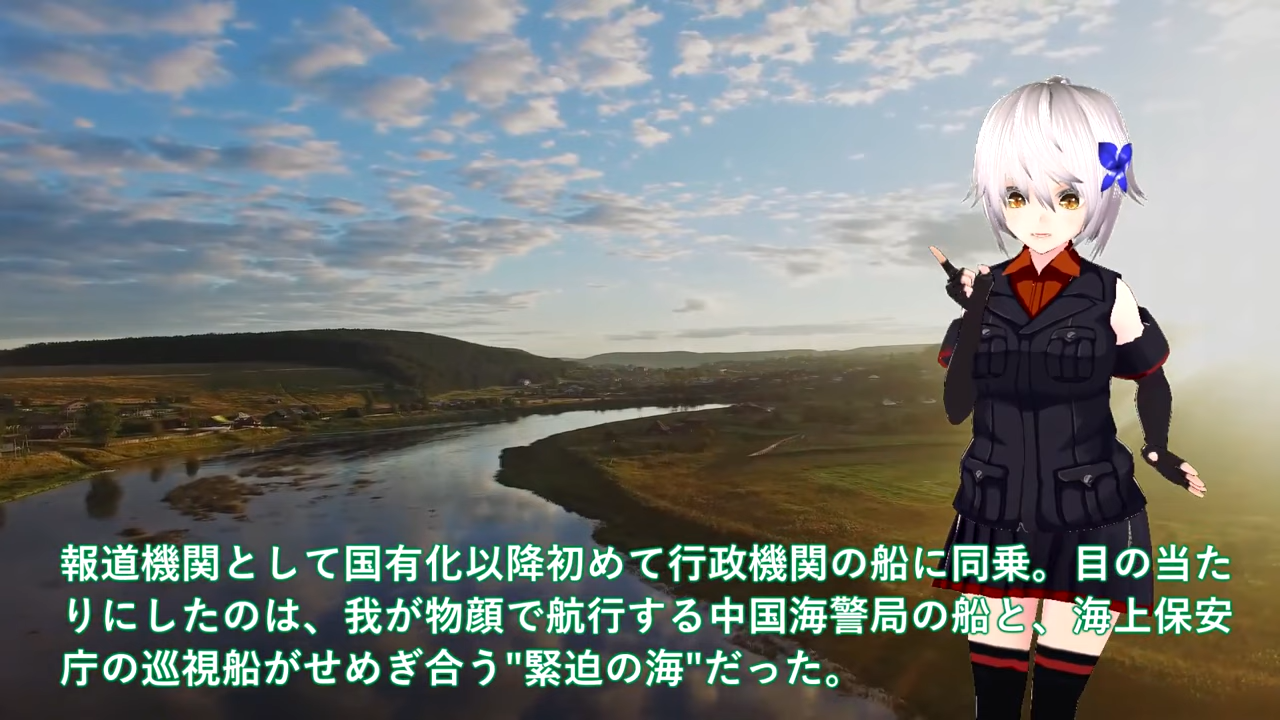 報道機関として国有化以降初めて行政機関の船に同乗。目の当た
りにしたのは、我が物顔で航行する中国海警局の船と、海上保安
庁の巡視船がせめぎ合う"緊迫の海"だった。